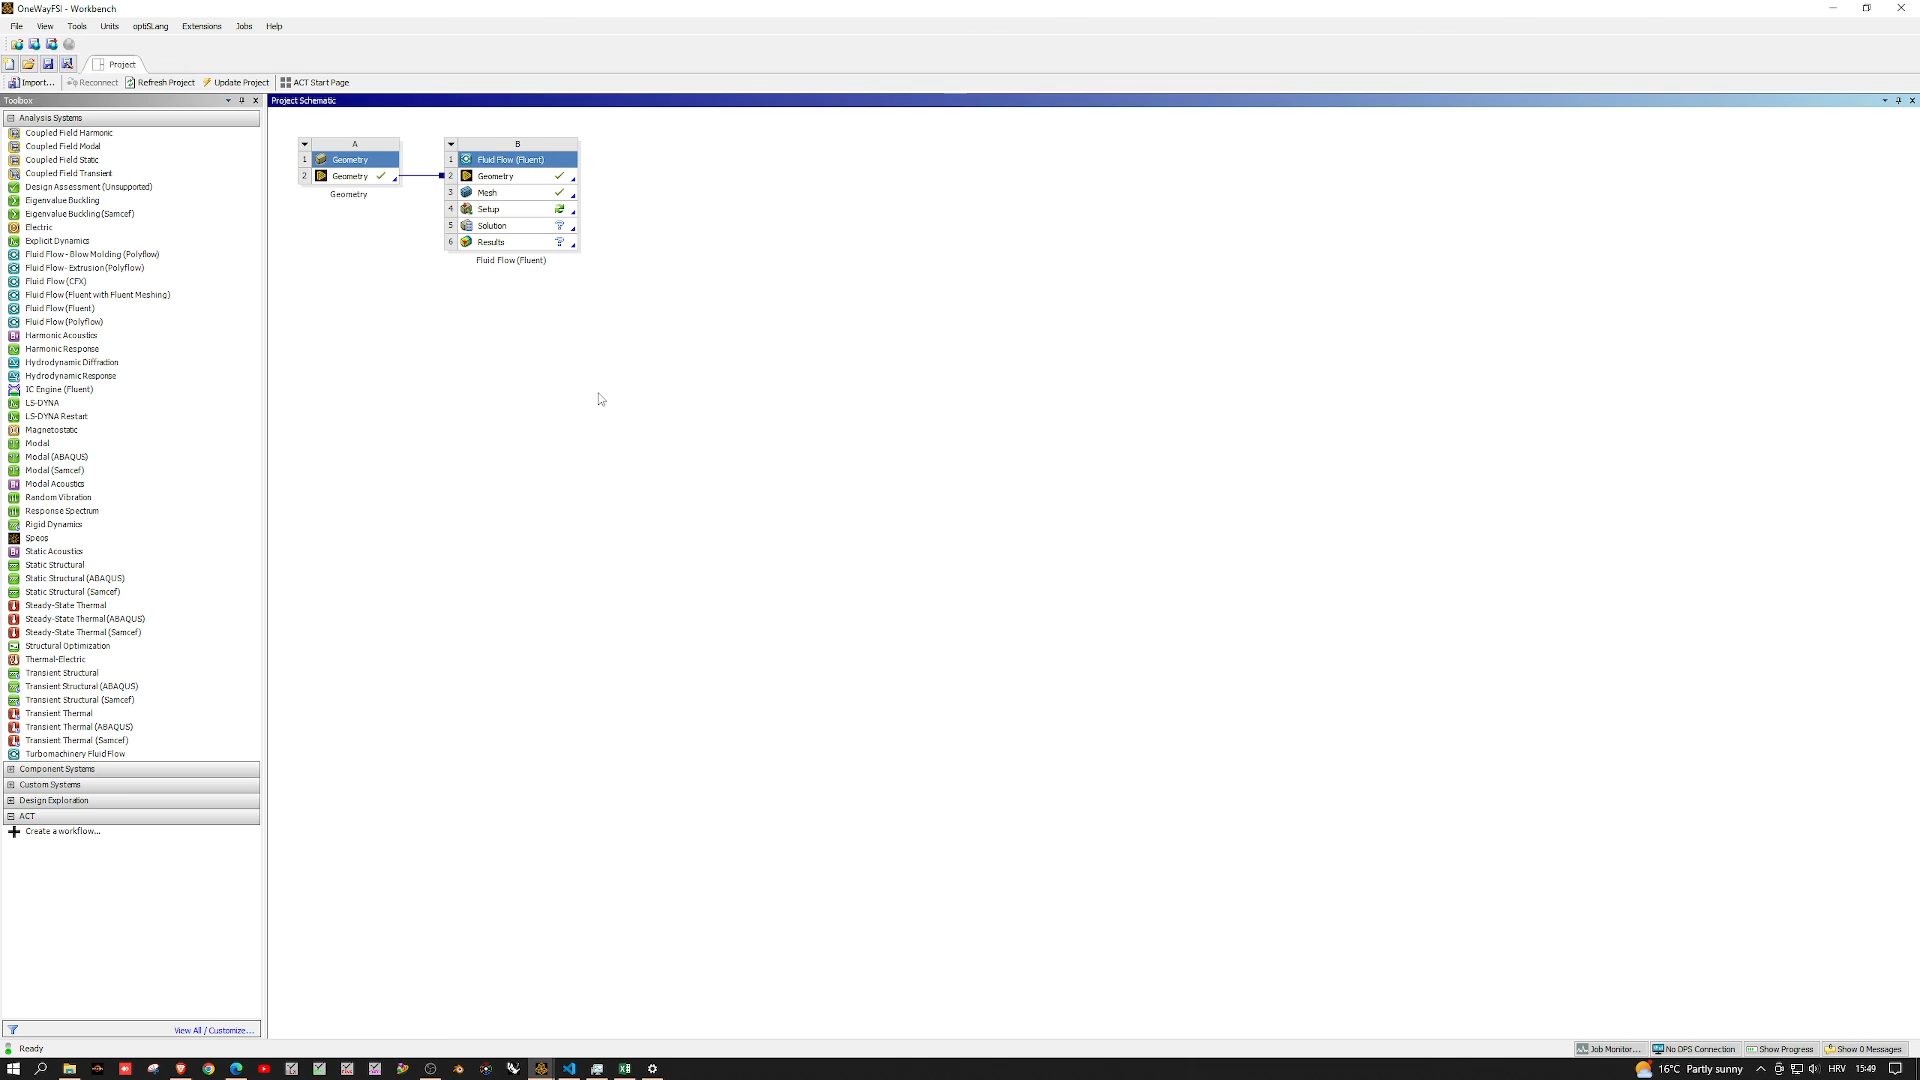 OneWayFSI - Workbench
File View Tools Units optiSLang Extensions Jobs Help
Project
Import... Reconnect Refresh Project Update Project ACT Start Page
Toolbox
Analysis Systems
Coupled Field Harmonic
Coupled Field Modal
Coupled Field Static
Coupled Field Transient
Design Assessment (Unsupported)
Eigenvalue Buckling
Eigenvalue Buckling (Samcef)
Electric
Explicit Dynamics
Fluid Flow - Blow Molding (Polyflow)
Fluid Flow- Extrusion (Polyflow)
Fluid Flow (CFX)
Fluid Flow (Fluent with Fluent Meshing)
Fluid Flow (Fluent)
Fluid Flow (Polyflow)
Harmonic Acoustics
Harmonic Response
Hydrodynamic Diffraction
Hydrodynamic Response
IC Engine (Fluent)
LS-DYNA
LS-DYNA Restart
Magnetostatic
Modal
Modal (ABAQUS)
Modal (Samcef)
Modal Acoustics
Random Vibration
Response Spectrum
Rigid Dynamics
Speos
Static Acoustics
Static Structural
Static Structural (ABAQUS)
Static Structural (Samcef)
Steady-State Thermal
Steady-State Thermal (ABAQUS)
Steady-State Thermal (Samcef)
Structural Optimization
Thermal-Electric
Transient Structural
Transient Structural (ABAQUS)
Transient Structural (Samcef)
Transient Thermal
Transient Thermal (ABAQUS)
Transient Thermal (Samcef)
Turbomachinery Fluid Flow
Component Systems
Custom Systems
Design Exploration
ACT
Create a workflow...
View All / Customize...
Project Schematic
A
1 Geometry
2 Geometry
Geometry
B
1 Fluid Flow (Fluent)
2 Geometry
3 Mesh
4 Setup
5 Solution
6 Results
Fluid Flow (Fluent)
Ready
Job Monitor... No DPS Connection Show Progress Show 0 Messages
16°C Partly sunny HRV 15:49